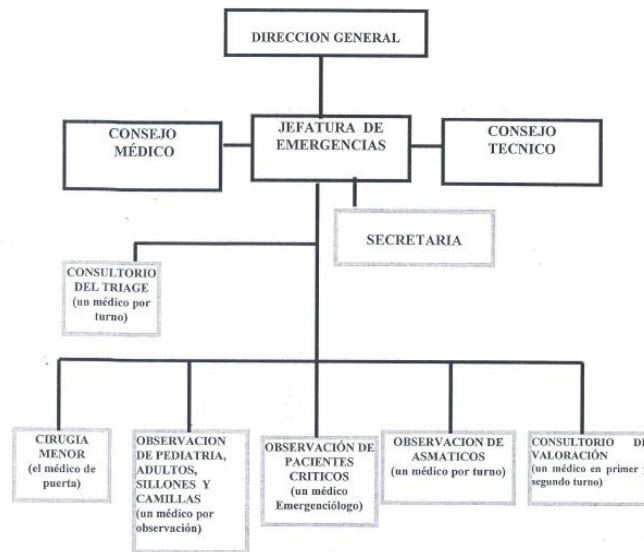 DIRECCION GENERAL
CONSEJO
MÉDICO
JEFATURA DE
EMERGENCIAS
CONSEJO
TECNICO
SECRETARIA
CONSULTORIO
DEL TRIAGE
(un médico por
turno)
CIRUGIA
MENOR
(el médico de
puerta)
OBSERVACION
DE PEDIATRIA,
ADULTOS,
SILLONES Y
CAMILLAS
(un médico por
observación)
OBSERVACIÓN DE
PACIENTES
CRITICOS
(un médico
Emergenciólogo)
OBSERVACION DE
ASMATICOS
(un médico por turno)
CONSULTORIO DE
VALORACIÓN
(un médico en primer y
segundo turno)